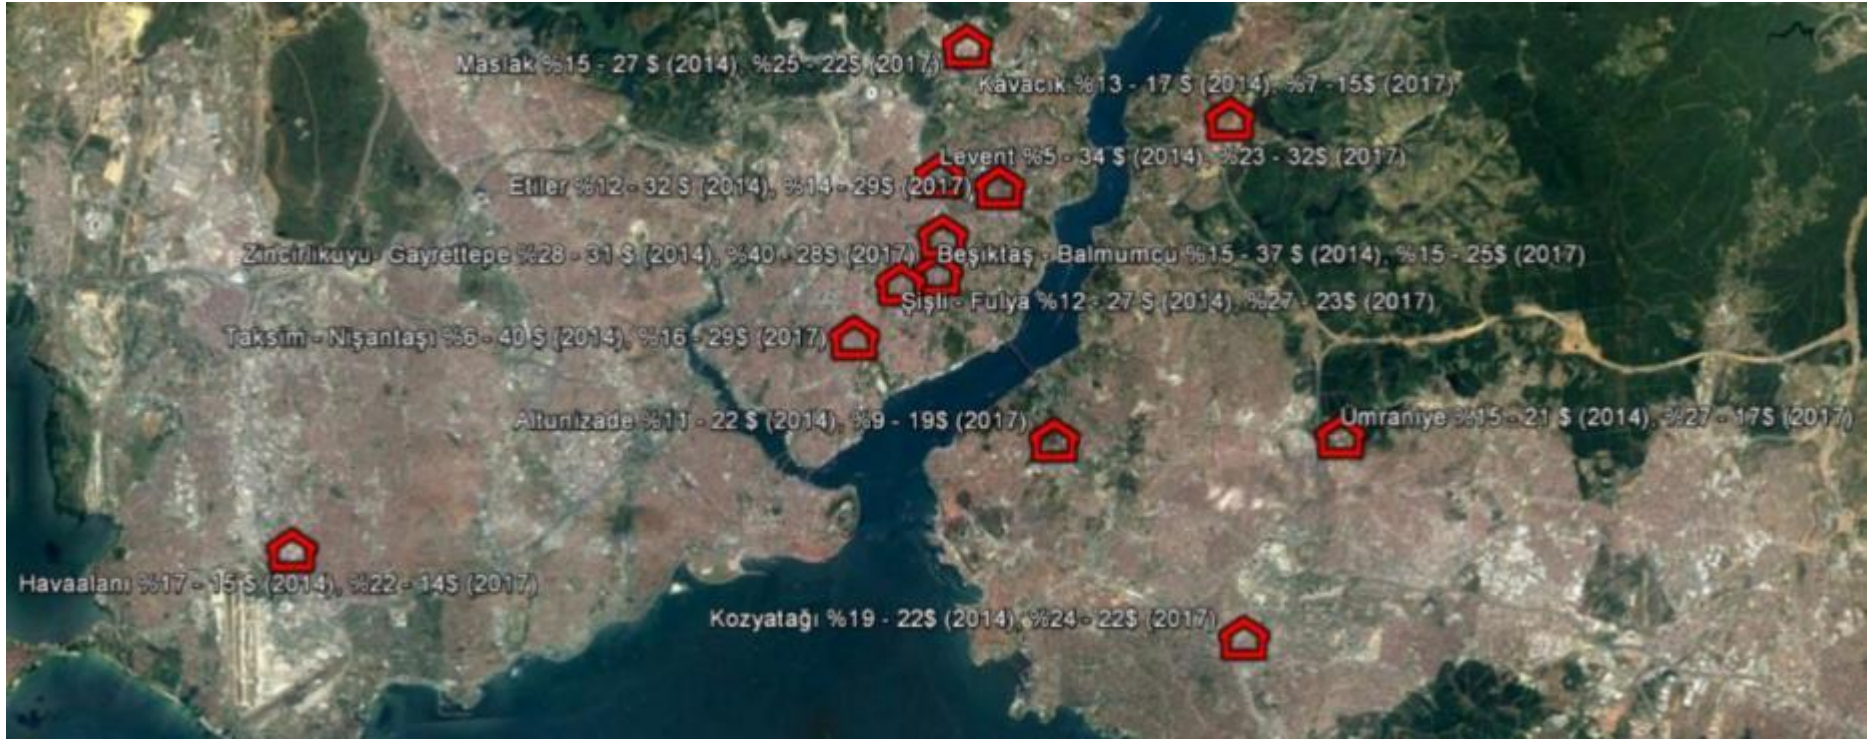 Maslak %15 - 27 $ (2014), %25 - 22$ (2017)
Kavacık %13 - 17 $ (2014), %7 -15$ (2017)
Levent %5 - 34 $ (2014), %23 - 32$ (2017)
Etiler %12 - 32 $ (2014), %14 - 29$ (2017)
Zincirlikuyu- Gayrettepe %28 - 31 $ (2014), %40 - 28$ (2017)
Beşiktaş - Balmumcu %15 - 37 $ (2014), %15 - 25$ (2017)
Şişli - Fulya %12 - 27 $ (2014), %27 - 23$ (2017)
Taksim - Nişantaşı %6 - 40 $ (2014), %16 - 29$ (2017)
Altunizade %11 - 22 $ (2014), %9 - 19$ (2017)
Ümraniye %15 - 21 $ (2014), %27 - 17$ (2017)
Havaalanı %17 - 15 $ (2014), %22 - 14$ (2017)
Kozyatağı %19 - 22$ (2014), %24 - 22$ (2017)